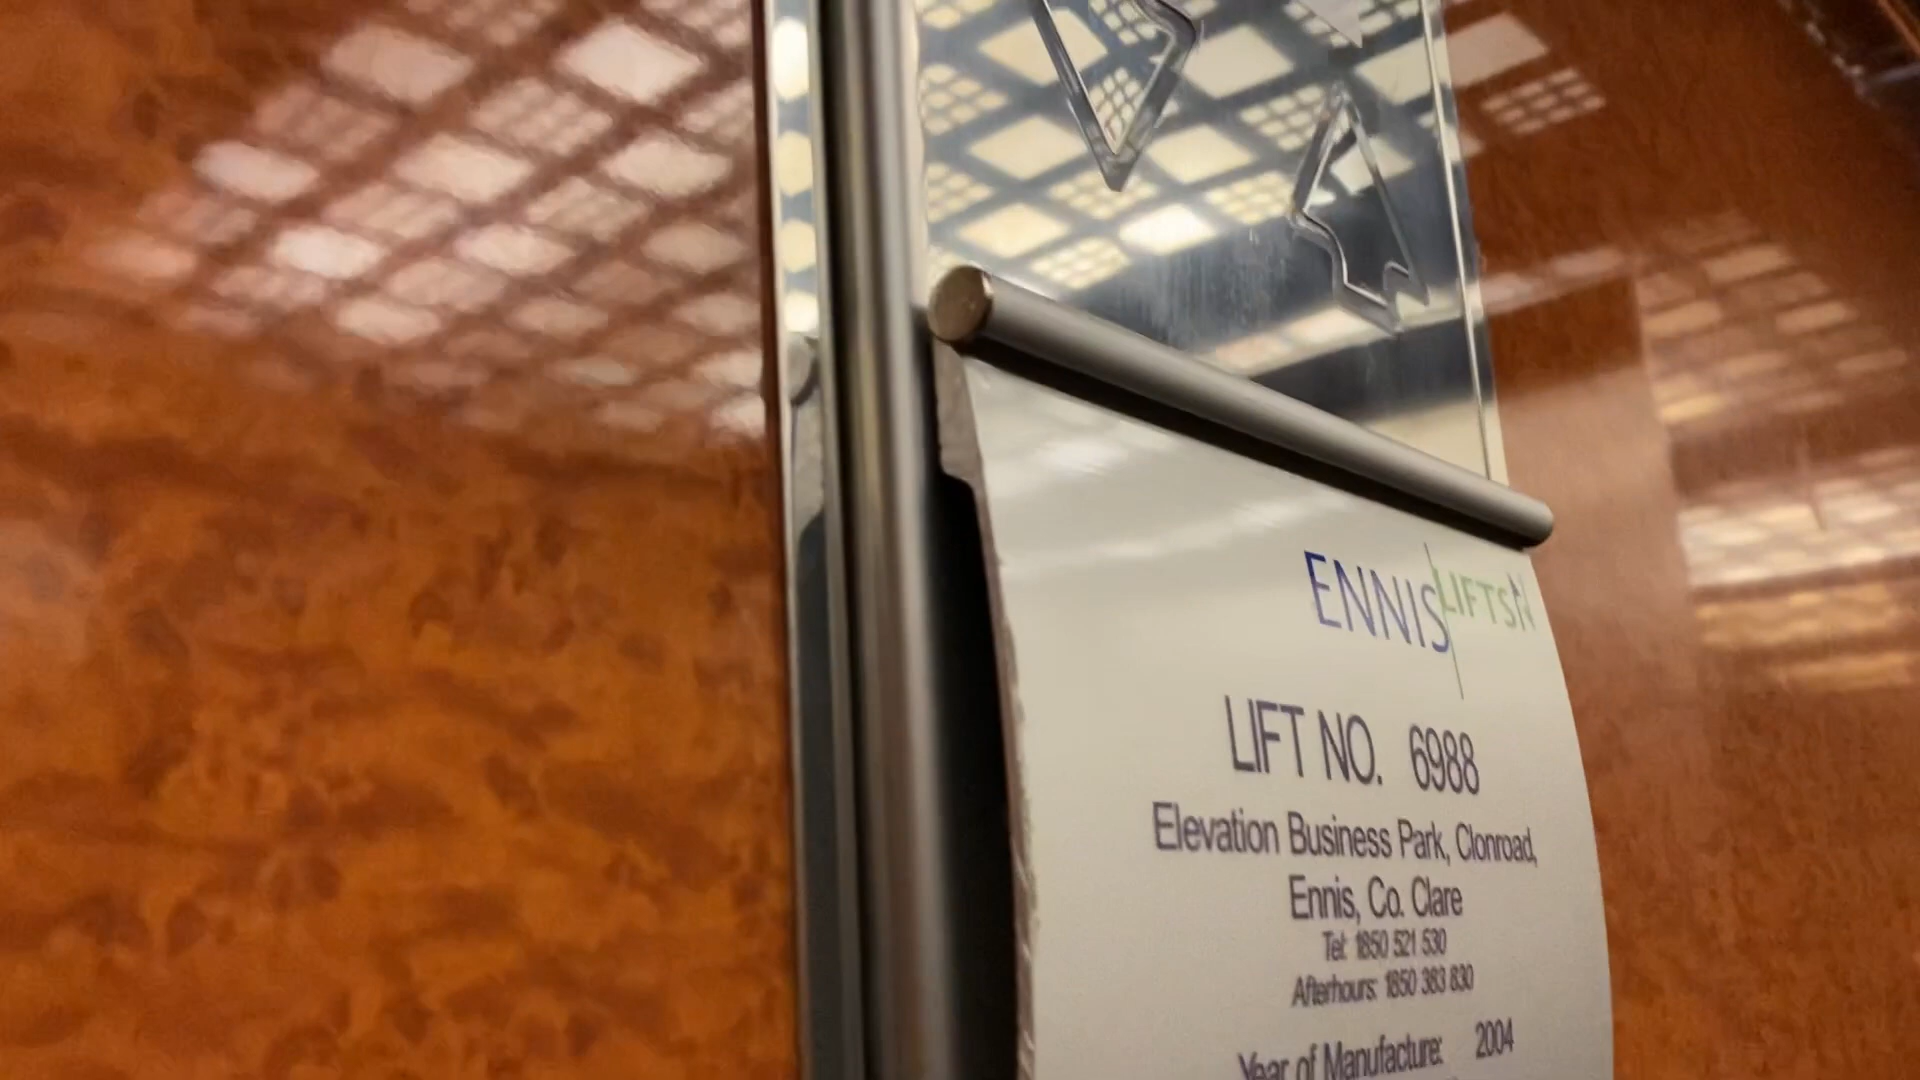 ENNIS LIFTS
LIFT NO. 6988
Elevation Business Park, Clonroad,
Ennis, Co. Clare
Tel: 1850 521 530
Afterhours: 1850 383 830
Year of Manufacture: 2004